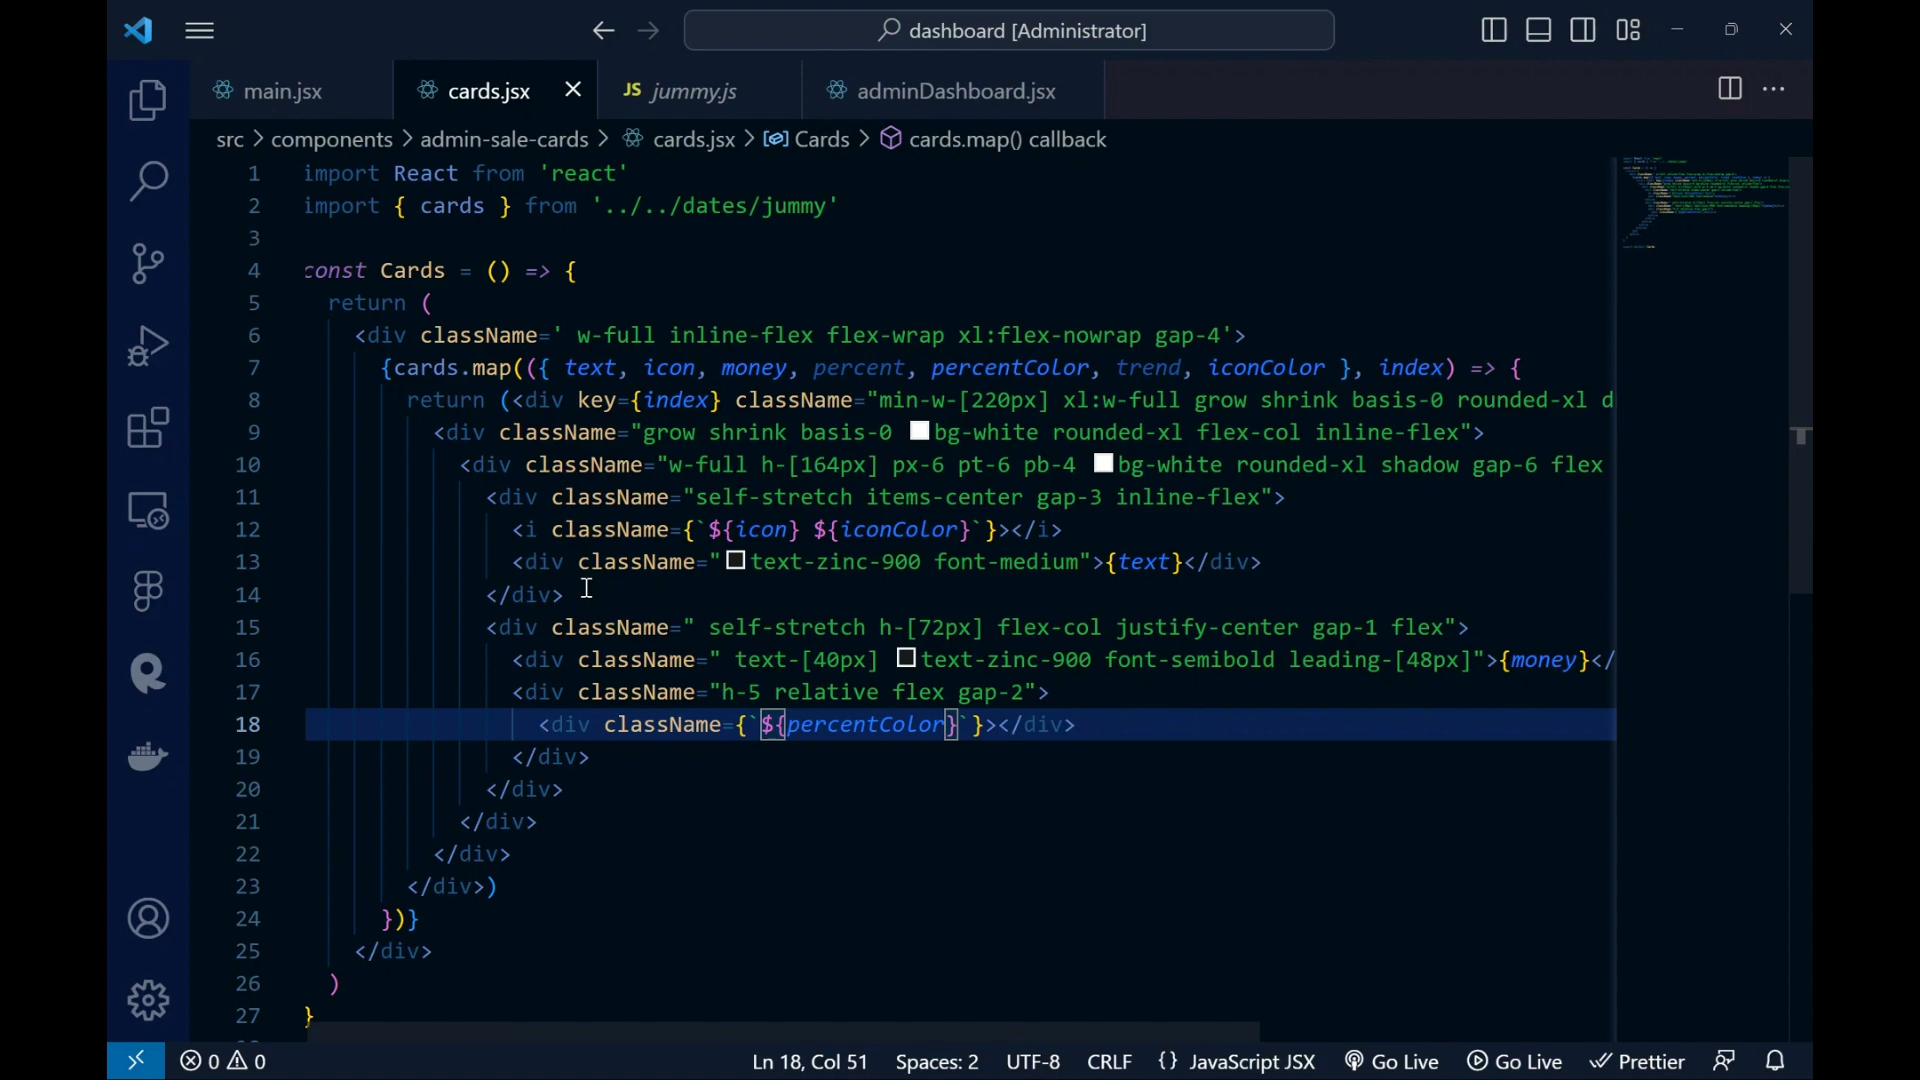 dashboard [Administrator]
main.jsx
cards.jsx
JS jummy.js
adminDashboard.jsx
src > components > admin-sale-cards > cards.jsx > Cards > cards.map() callback
1 import React from 'react'
2 import { cards } from '../../dates/jummy'
3
4 const Cards = () => {
5 return (
6 <div className=' w-full inline-flex flex-wrap xl:flex-nowrap gap-4'>
7 {cards.map(({ text, icon, money, percent, percentColor, trend, iconColor }, index) => {
8 return (<div key={index} className="min-w-[220px] xl:w-full grow shrink basis-0 rounded-xl d
9 <div className="grow shrink basis-0 bg-white rounded-xl flex-col inline-flex">
10 <div className="w-full h-[164px] px-6 pt-6 pb-4 bg-white rounded-xl shadow gap-6 flex
11 <div className="self-stretch items-center gap-3 inline-flex">
12 <i className={`${icon} ${iconColor}`}></i>
13 <div className=" text-zinc-900 font-medium">{text}</div>
14 </div>
15 <div className=" self-stretch h-[72px] flex-col justify-center gap-1 flex">
16 <div className=" text-[40px] text-zinc-900 font-semibold leading-[48px]">{money}</
17 <div className="h-5 relative flex gap-2">
18 <div className={`${percentColor}`}></div>
19 </div>
20 </div>
21 </div>
22 </div>
23 </div>)
24 })}
25 </div>
26 )
27 }
0 0 Ln 18, Col 51 Spaces: 2 UTF-8 CRLF {} JavaScript JSX Go Live Go Live Prettier